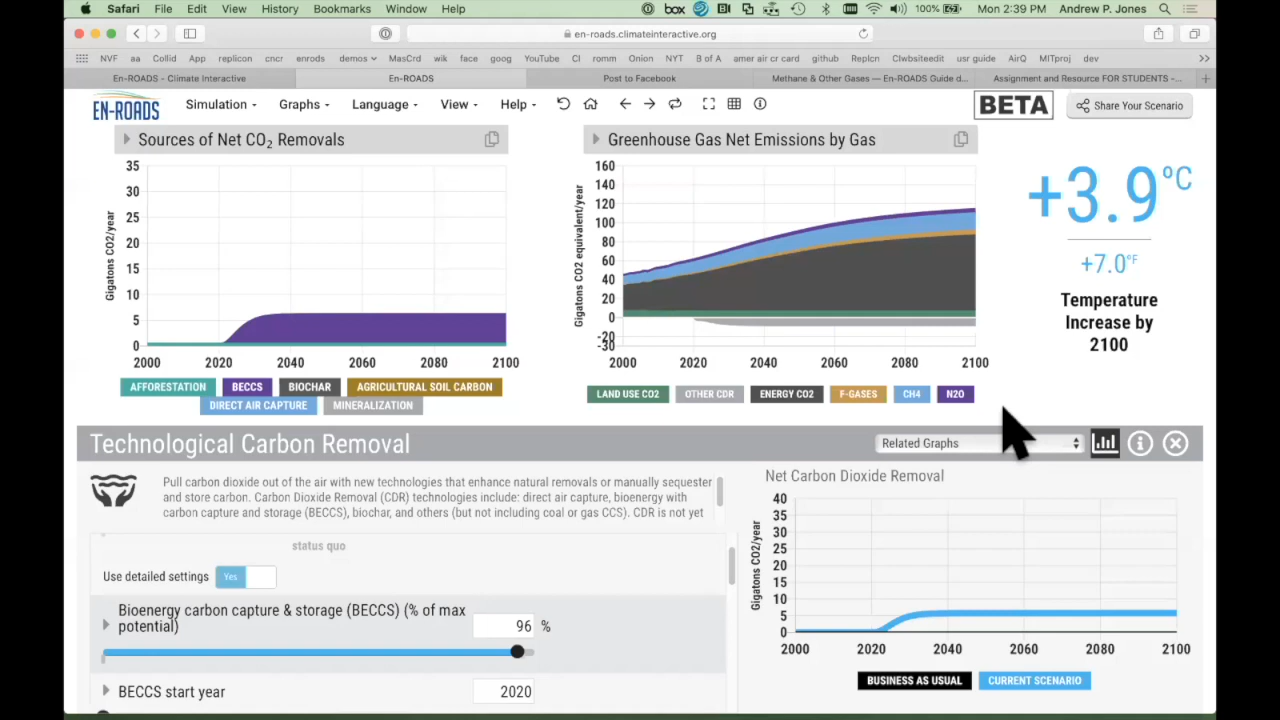 Safari File Edit View History Bookmarks Window Help box 100% Mon 2:39 PM Andrew P. Jones
en-roads.climateinteractive.org
NVF aa Collid App replicon cncr enrods demos MasCrd wik face goog YouTube CI romm Onion NYT B of A amer air cr card github Replcn CIwbsiteedit usr guide AirQ MITproj dev
En-ROADS - Climate Interactive En-ROADS Post to Facebook Methane & Other Gases — En-ROADS Guide d... Assignment and Resource FOR STUDENTS -...
EN-ROADS Simulation Graphs Language View Help BETA Share Your Scenario
Sources of Net CO2 Removals
Gigatons CO2/year
35
30
25
20
15
10
5
0
2000 2020 2040 2060 2080 2100
AFFORESTATION BECCS BIOCHAR AGRICULTURAL SOIL CARBON
DIRECT AIR CAPTURE MINERALIZATION
Greenhouse Gas Net Emissions by Gas
Gigatons CO2 equivalent/year
160
140
120
100
80
60
40
20
0
-20
-30
2000 2020 2040 2060 2080 2100
LAND USE CO2 OTHER CDR ENERGY CO2 F-GASES CH4 N2O
+3.9°C
+7.0°F
Temperature
Increase by
2100
Technological Carbon Removal
Related Graphs
Pull carbon dioxide out of the air with new technologies that enhance natural removals or manually sequester
and store carbon. Carbon Dioxide Removal (CDR) technologies include: direct air capture, bioenergy with
carbon capture and storage (BECCS), biochar, and others (but not including coal or gas CCS). CDR is not yet
status quo
Use detailed settings Yes
Bioenergy carbon capture & storage (BECCS) (% of max
potential) 96 %
BECCS start year 2020
Net Carbon Dioxide Removal
Gigatons CO2/year
40
35
30
25
20
15
10
5
0
2000 2020 2040 2060 2080 2100
BUSINESS AS USUAL CURRENT SCENARIO